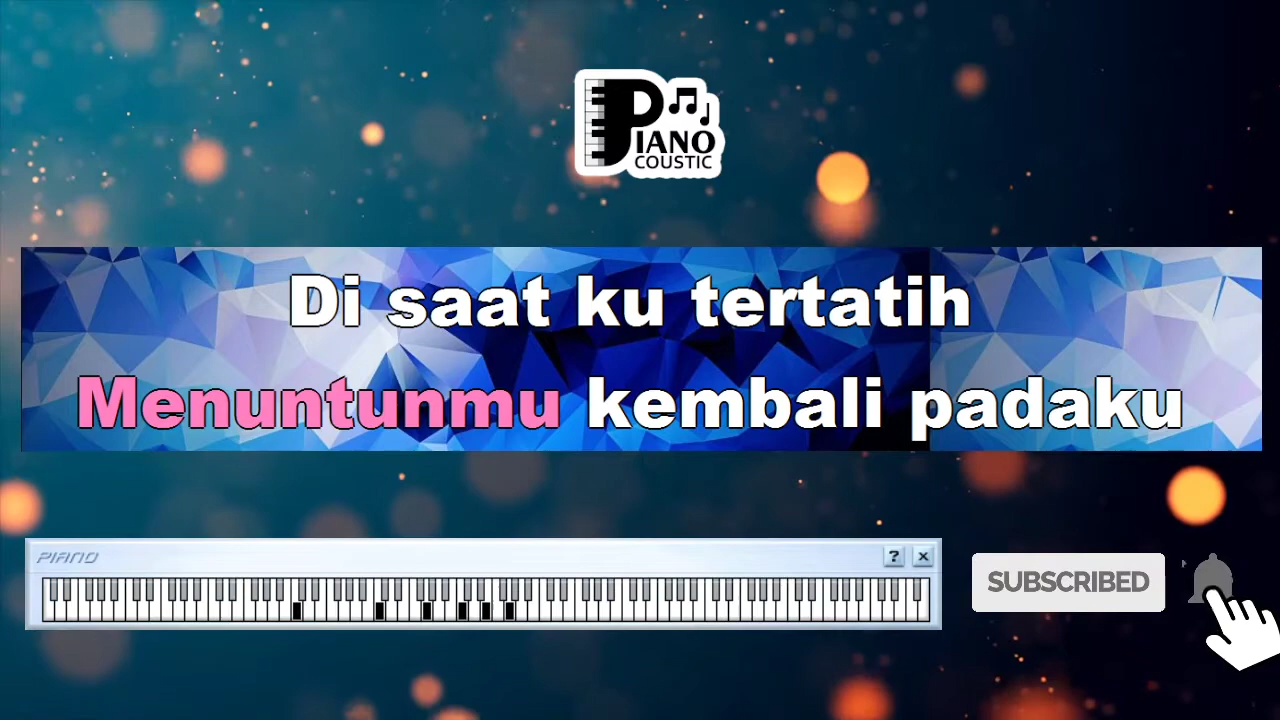 PIANO
COUSTIC
Di saat ku tertatih
Menuntunmu kembali padaku
PIANO
? ×
SUBSCRIBED